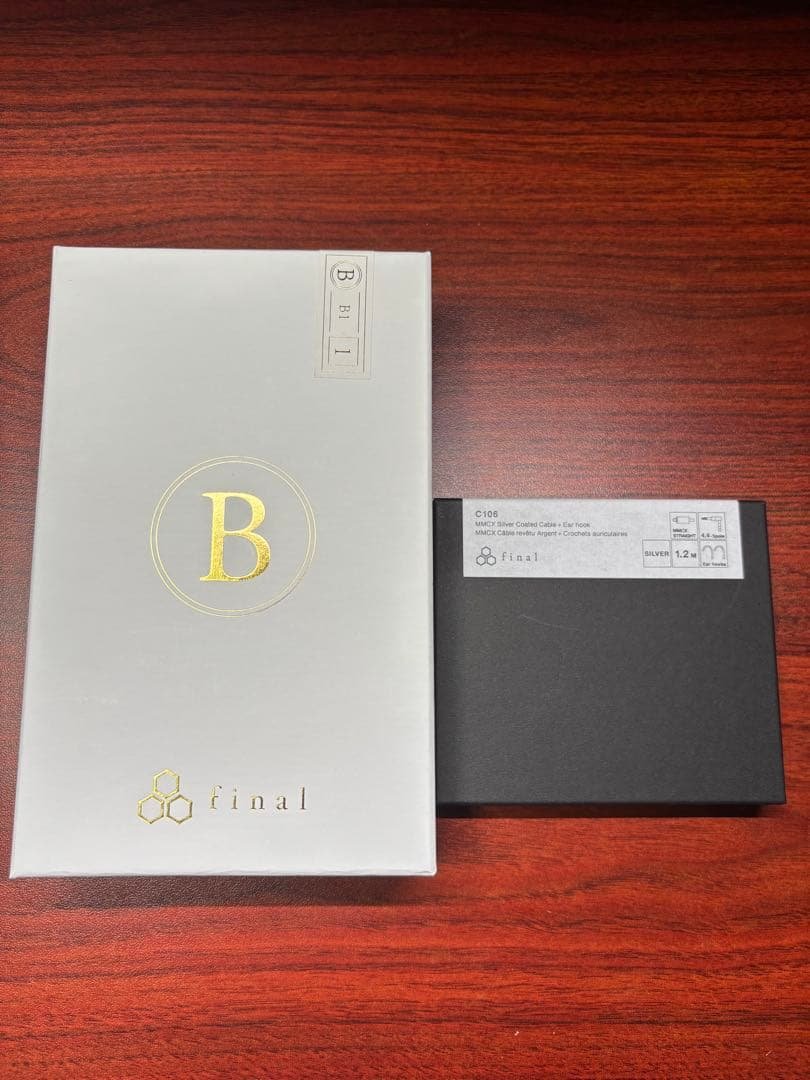 B
B1
1
B
final
C106
MMCX Silver Coated Cable + Ear hook
MMCX Câble revêtu Argent + Crochets auriculaires
final
MMCX
STRAIGHT
4.4-5pole
SILVER
1.2 M
Ear hooks